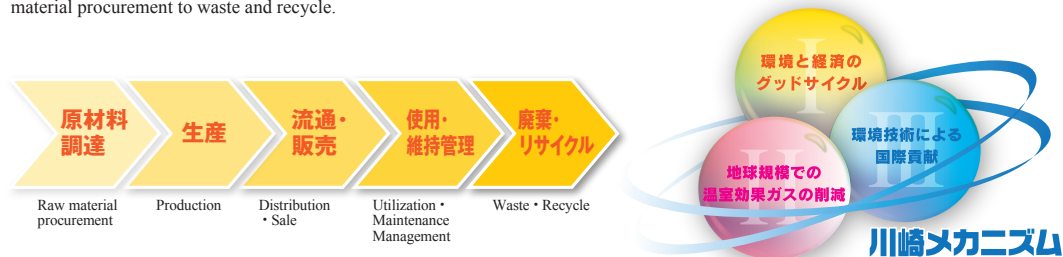 material procurement to waste and recycle.
原材料
調達
生産
流通・
販売
使用・
維持管理
廃棄・
リサイクル
Raw material
procurement
Production
Distribution
・Sale
Utilization・
Maintenance
Management
Waste・Recycle
I
環境と経済の
グッドサイクル
III
環境技術による
国際貢献
II
地球規模での
温室効果ガスの削減
川崎メカニズム